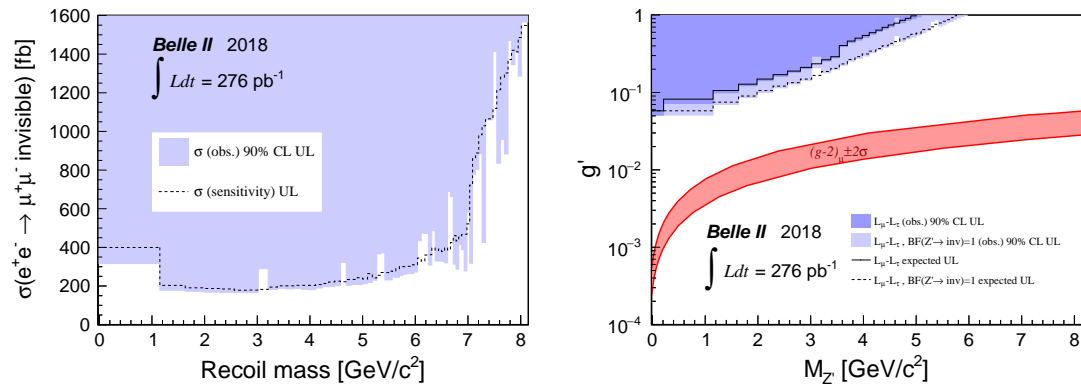 σ(e⁺e⁻ → μ⁺μ⁻ invisible) [fb]
1600
1400
1200
1000
800
600
400
200
0
Belle II 2018
∫ Ldt = 276 pb⁻¹
σ (obs.) 90% CL UL
σ (sensitivity) UL
0 1 2 3 4 5 6 7 8
Recoil mass [GeV/c²]
g'
1
10⁻¹
10⁻²
10⁻³
10⁻⁴
(g-2)μ±2σ
Lμ-Lτ (obs.) 90% CL UL
Lμ-Lτ , BF(Z'→ inv)=1 (obs.) 90% CL UL
Lμ-Lτ expected UL
Lμ-Lτ , BF(Z'→ inv)=1 expected UL
Belle II 2018
∫ Ldt = 276 pb⁻¹
0 1 2 3 4 5 6 7 8
M_Z' [GeV/c²]